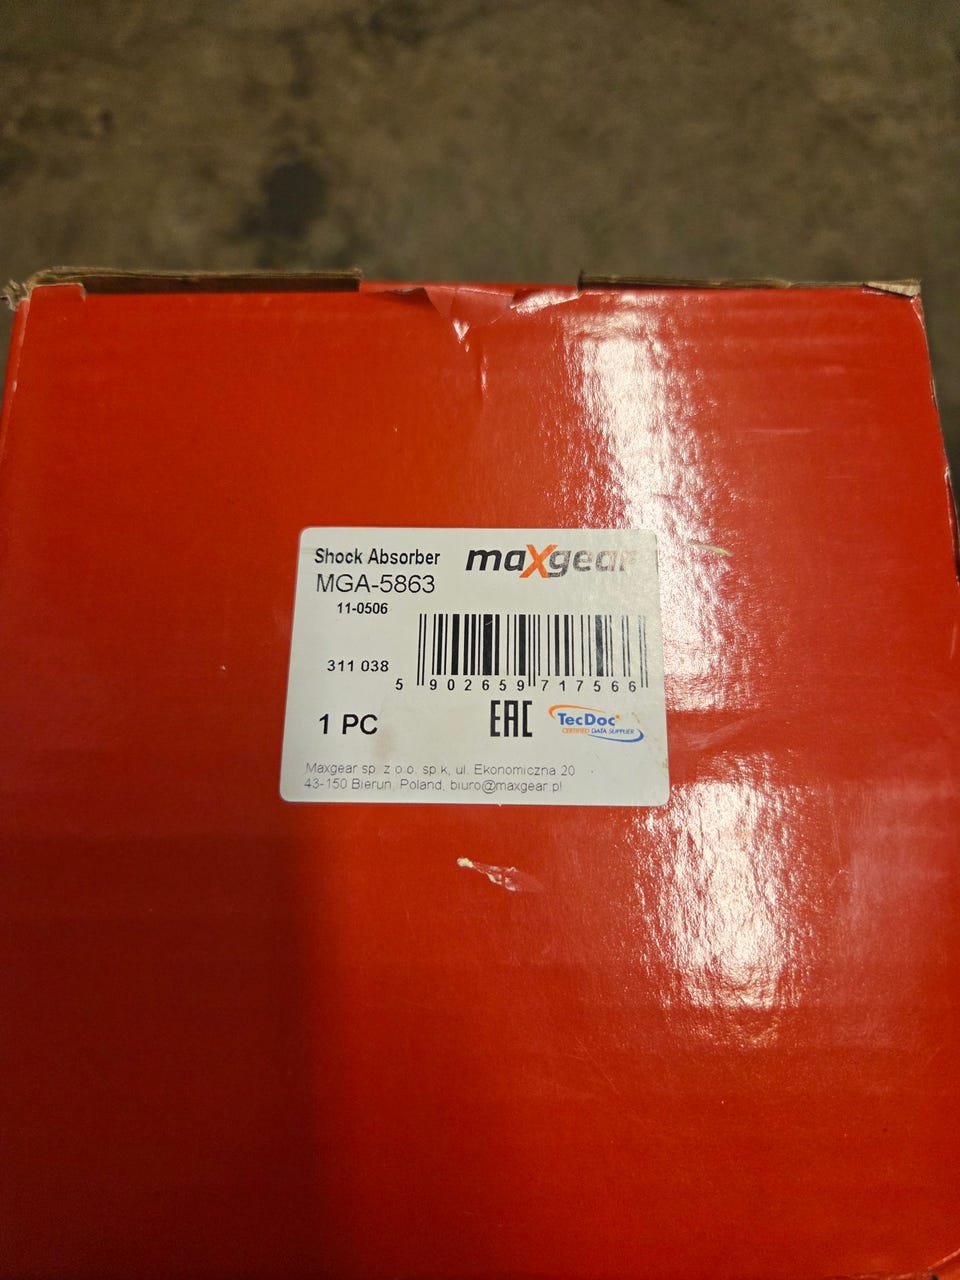 Shock Absorber
maXgear
MGA-5863
11-0506
311 038
5 902659 717566
1 PC
EAC
TecDoc
CERTIFIED DATA SUPPLIER
Maxgear sp. z o.o. sp.k, ul. Ekonomiczna 20
43-150 Bieruń, Poland, biuro@maxgear.pl